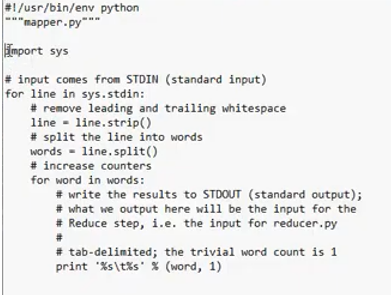 #!/usr/bin/env python
"""mapper.py"""

import sys

# input comes from STDIN (standard input)
for line in sys.stdin:
    # remove leading and trailing whitespace
    line = line.strip()
    # split the line into words
    words = line.split()
    # increase counters
    for word in words:
        # write the results to STDOUT (standard output);
        # what we output here will be the input for the
        # Reduce step, i.e. the input for reducer.py
        #
        # tab-delimited; the trivial word count is 1
        print '%s\t%s' % (word, 1)